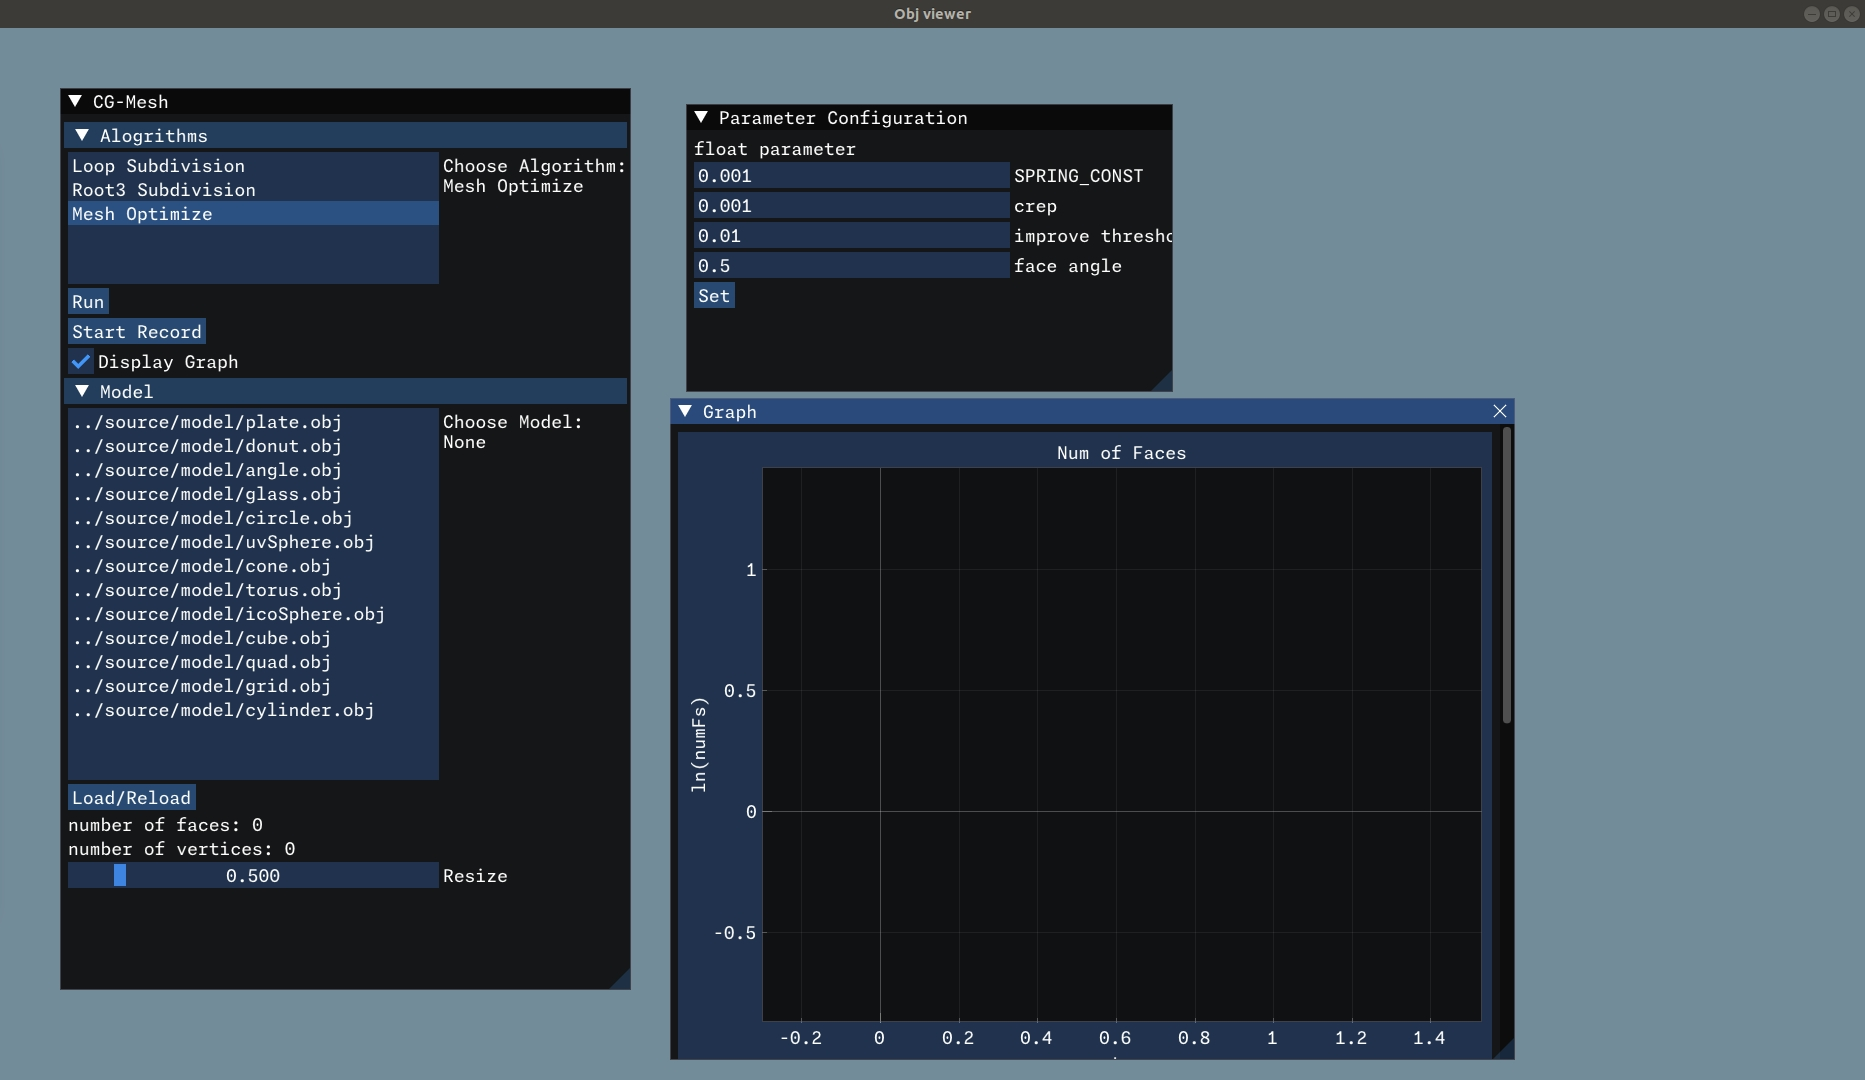 Obj viewer
CG-Mesh
Alogrithms
Loop Subdivision
Root3 Subdivision
Mesh Optimize
Choose Algorithm:
Mesh Optimize
Run
Start Record
Display Graph
Model
../source/model/plate.obj
../source/model/donut.obj
../source/model/angle.obj
../source/model/glass.obj
../source/model/circle.obj
../source/model/uvSphere.obj
../source/model/cone.obj
../source/model/torus.obj
../source/model/icoSphere.obj
../source/model/cube.obj
../source/model/quad.obj
../source/model/grid.obj
../source/model/cylinder.obj
Choose Model:
None
Load/Reload
number of faces: 0
number of vertices: 0
0.500 Resize
Parameter Configuration
float parameter
0.001 SPRING_CONST
0.001 crep
0.01 improve thresho
0.5 face angle
Set
Graph
Num of Faces
ln(numFs)
1
0.5
0
-0.5
-0.2 0 0.2 0.4 0.6 0.8 1 1.2 1.4